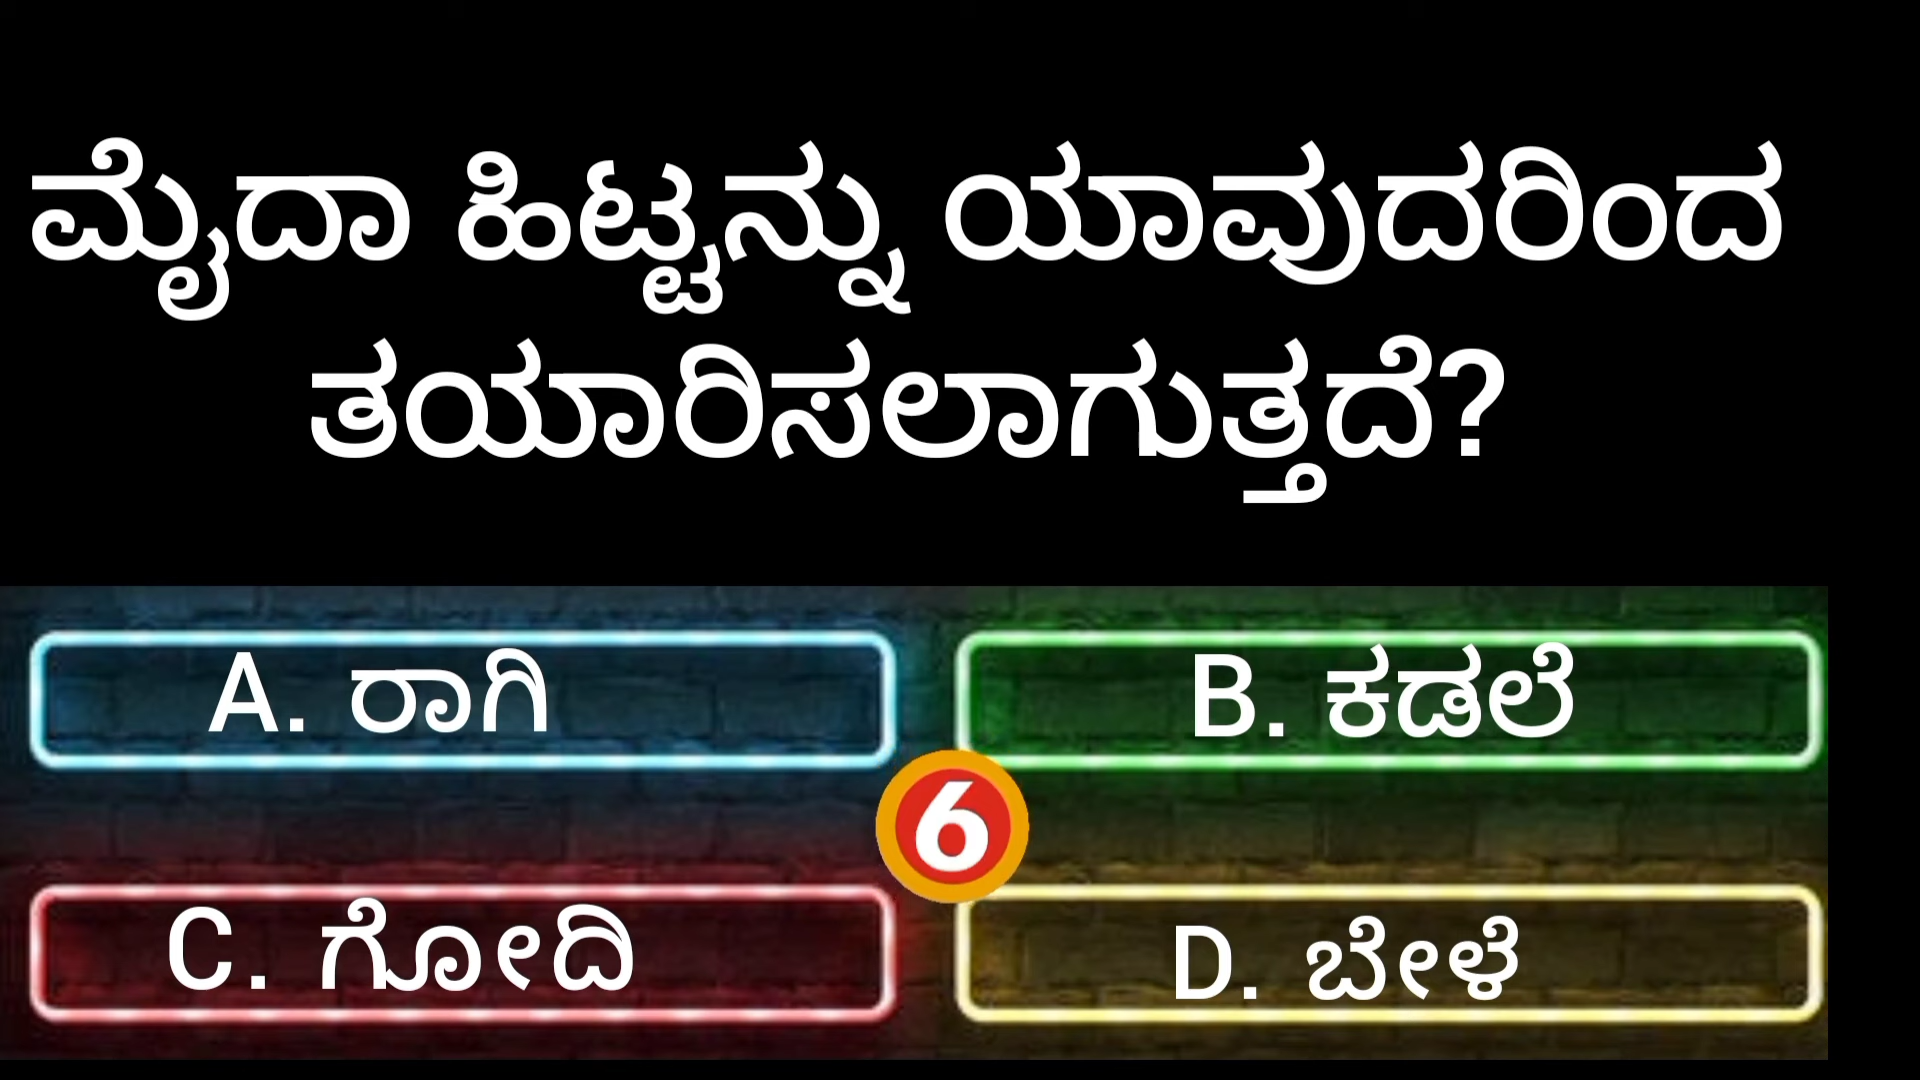 ಮೈದಾ ಹಿಟ್ಟನ್ನು ಯಾವುದರಿಂದ
ತಯಾರಿಸಲಾಗುತ್ತದೆ?
A. ರಾಗಿ
B. ಕಡಲೆ
6
C. ಗೋದಿ
D. ಬೇಳೆ